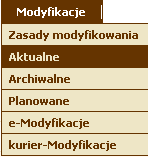 Modyfikacje
Zasady modyfikowania
Aktualne
Archiwalne
Planowane
e-Modyfikacje
kurier-Modyfikacje